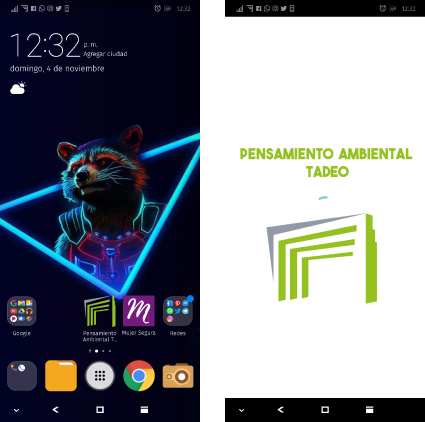 12:32
12:32 p. m.
Agregar ciudad
domingo, 4 de noviembre
Google
Pensamiento
Ambiental T...
Mujer Segura
Redes
12:32
PENSAMIENTO AMBIENTAL
TADEO